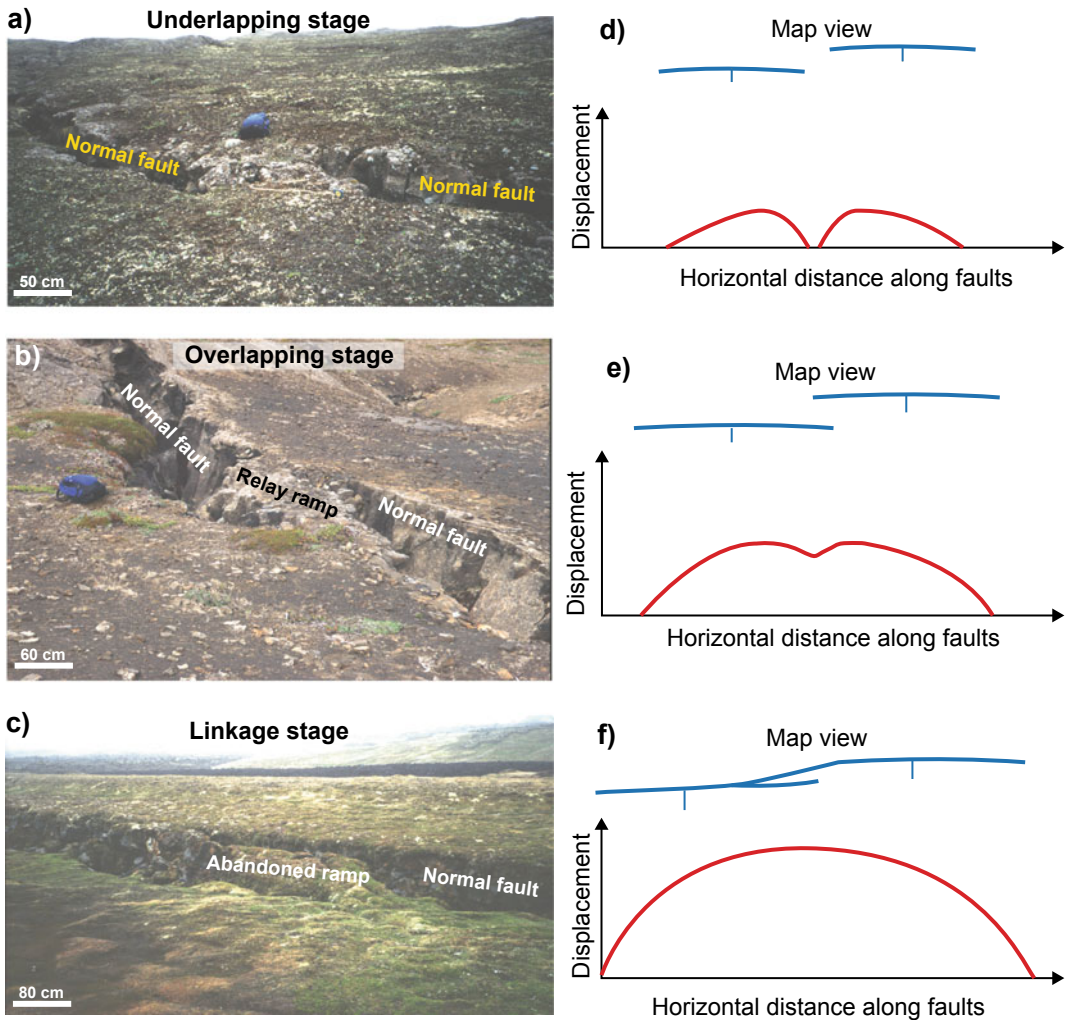 a)
Underlapping stage
Normal fault
Normal fault
50 cm
d)
Map view
Displacement
Horizontal distance along faults
b)
Overlapping stage
Normal fault
Relay ramp
Normal fault
60 cm
e)
Map view
Displacement
Horizontal distance along faults
c)
Linkage stage
Abandoned ramp
Normal fault
80 cm
f)
Map view
Displacement
Horizontal distance along faults